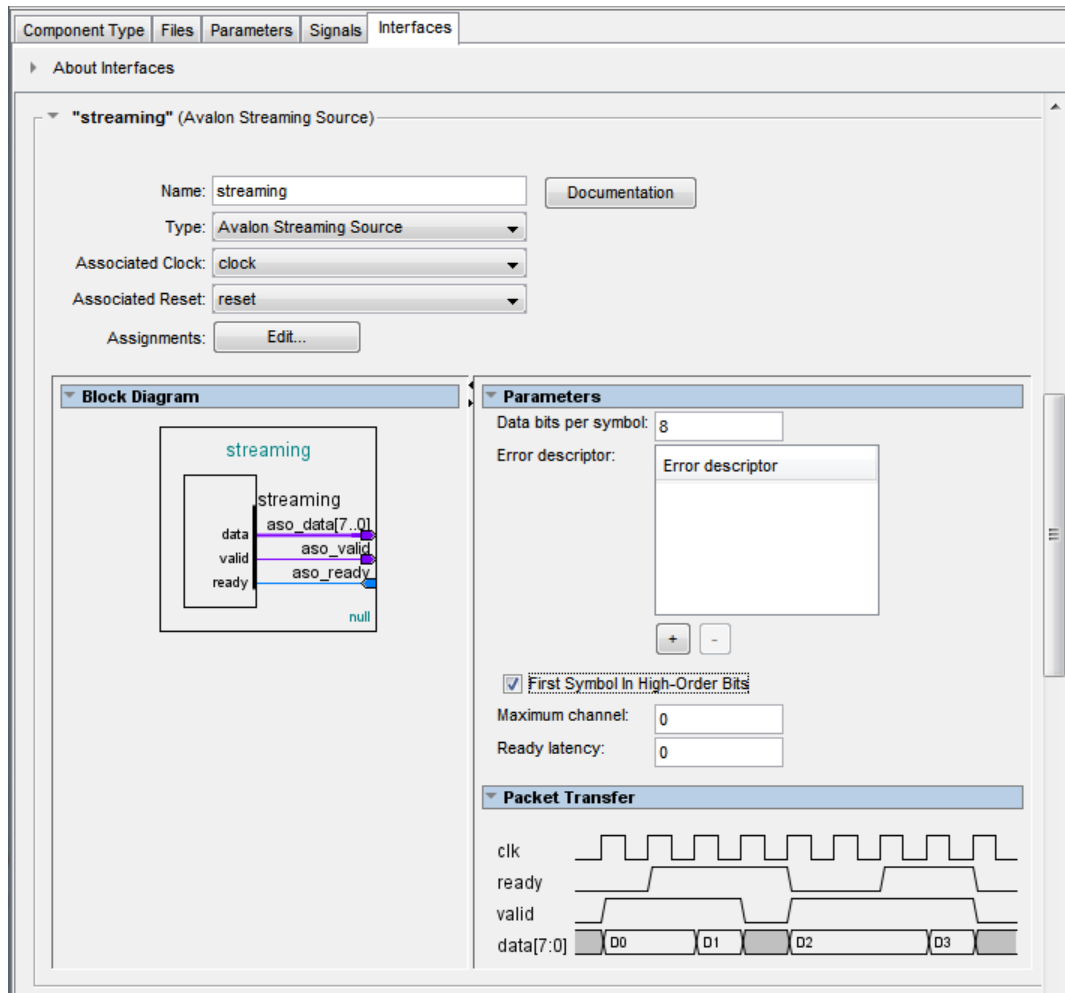 Component Type Files Parameters Signals Interfaces
About Interfaces
"streaming" (Avalon Streaming Source)
Name: streaming Documentation
Type: Avalon Streaming Source
Associated Clock: clock
Associated Reset: reset
Assignments: Edit...
Block Diagram
streaming
streaming
data aso_data[7..0]
valid aso_valid
ready aso_ready
null
Parameters
Data bits per symbol: 8
Error descriptor: Error descriptor
+ -
First Symbol In High-Order Bits
Maximum channel: 0
Ready latency: 0
Packet Transfer
clk
ready
valid
data[7:0] D0 D1 D2 D3